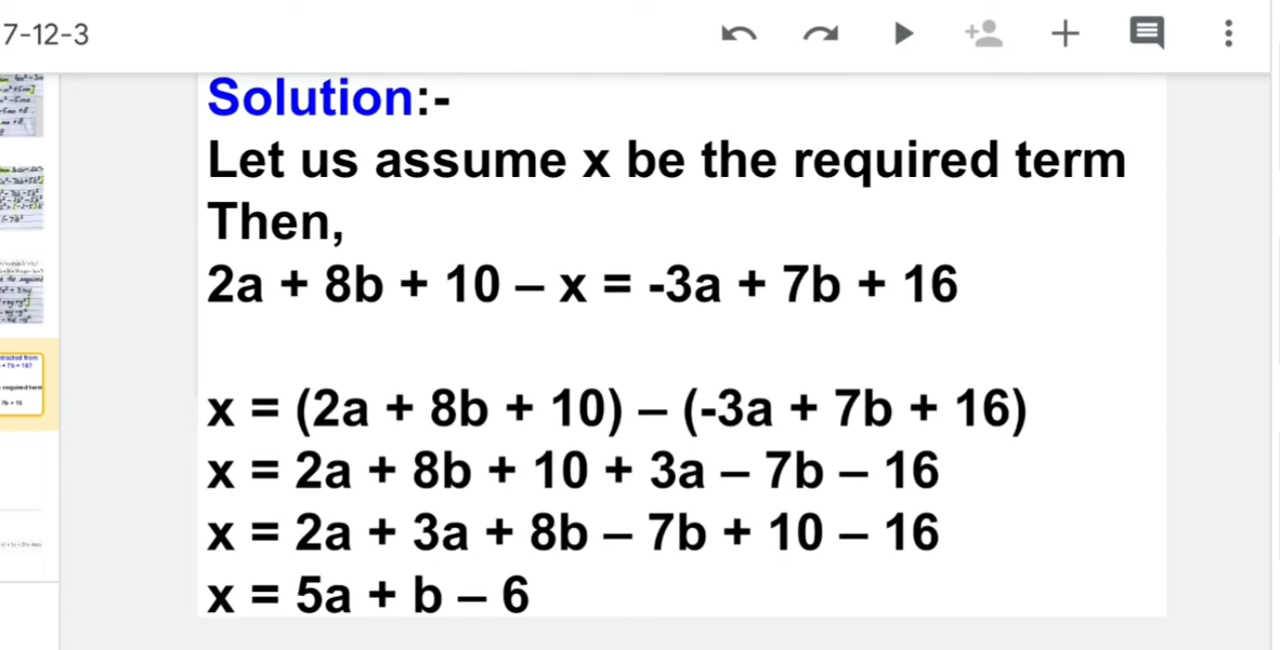 7-12-3
Solution:-
Let us assume x be the required term
Then,
2a + 8b + 10 – x = -3a + 7b + 16
x = (2a + 8b + 10) – (-3a + 7b + 16)
x = 2a + 8b + 10 + 3a – 7b – 16
x = 2a + 3a + 8b – 7b + 10 – 16
x = 5a + b – 6